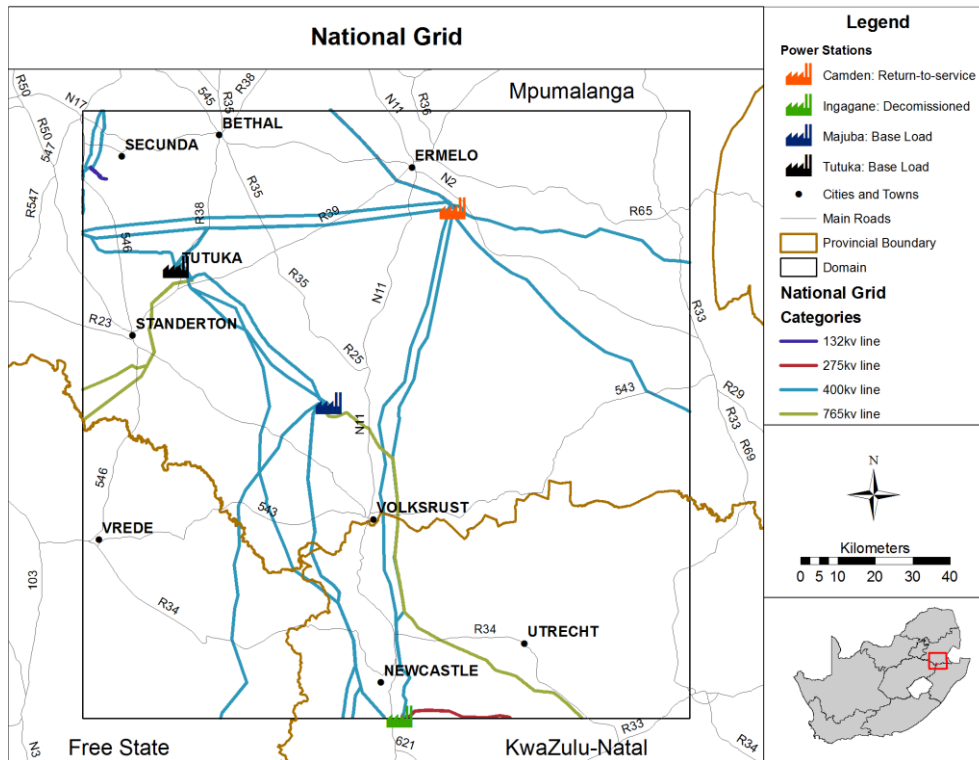 National Grid
Mpumalanga
R50
N17
545
R35
R38
N11
R36
BETHAL
R50
SECUNDA
547
ERMELO
N2
R35
R547
R38
R39
R65
546
TUTUKA
R35
N11
R33
R23
STANDERTON
R25
543
R29
N11
R33
R69
546
543
VOLKSRUST
VREDE
103
R34
R34
UTRECHT
NEWCASTLE
N3
Free State
621
KwaZulu-Natal
R33
R34
Legend
Power Stations
Camden: Return-to-service
Ingagane: Decomissioned
Majuba: Base Load
Tutuka: Base Load
Cities and Towns
Main Roads
Provincial Boundary
Domain
National Grid
Categories
132kv line
275kv line
400kv line
765kv line
N
Kilometers
0 5 10 20 30 40